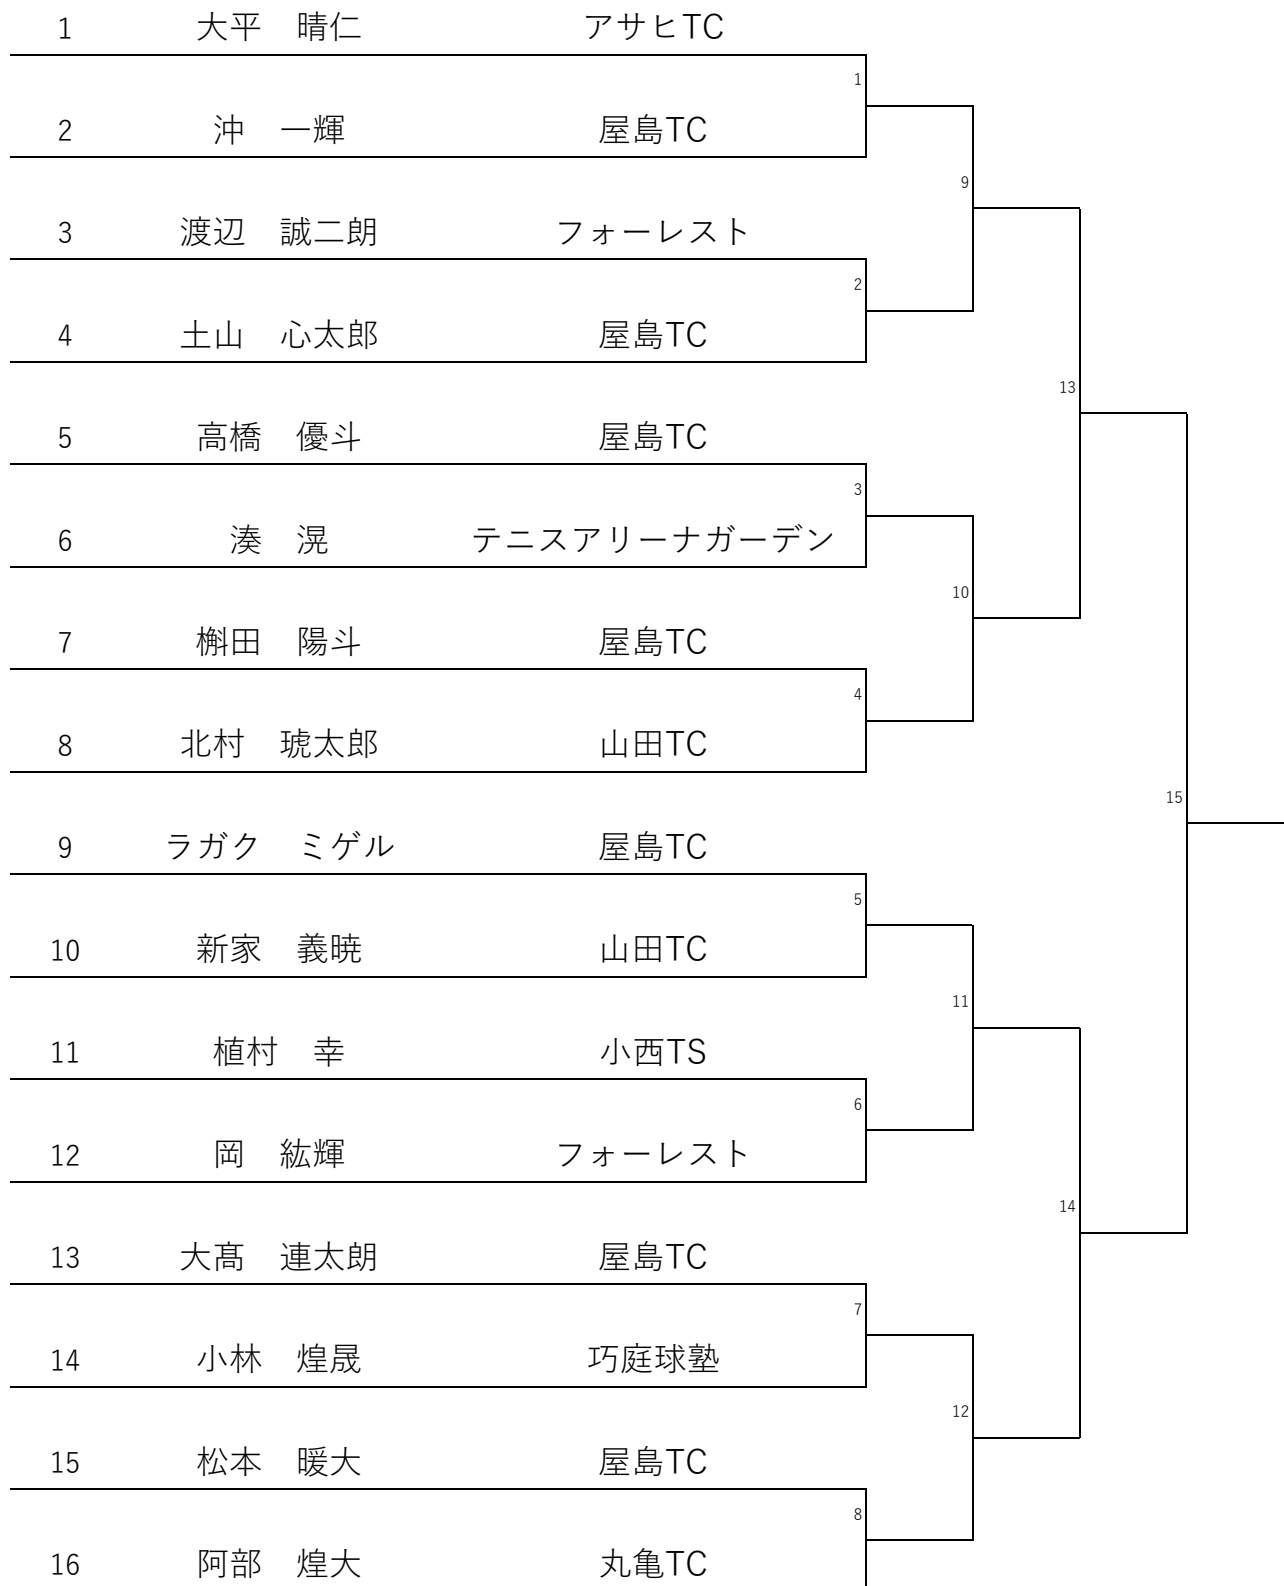 1 大平 晴仁 アサヒTC
1
2 沖 一輝 屋島TC
9
3 渡辺 誠二朗 フォーレスト
2
4 土山 心太郎 屋島TC
13
5 高橋 優斗 屋島TC
3
6 湊 滉 テニスアリーナガーデン
10
7 槲田 陽斗 屋島TC
4
8 北村 琥太郎 山田TC
15
9 ラガク ミゲル 屋島TC
5
10 新家 義暁 山田TC
11
11 植村 幸 小西TS
6
12 岡 紘輝 フォーレスト
14
13 大髙 連太朗 屋島TC
7
14 小林 煌晟 巧庭球塾
12
15 松本 暖大 屋島TC
8
16 阿部 煌大 丸亀TC